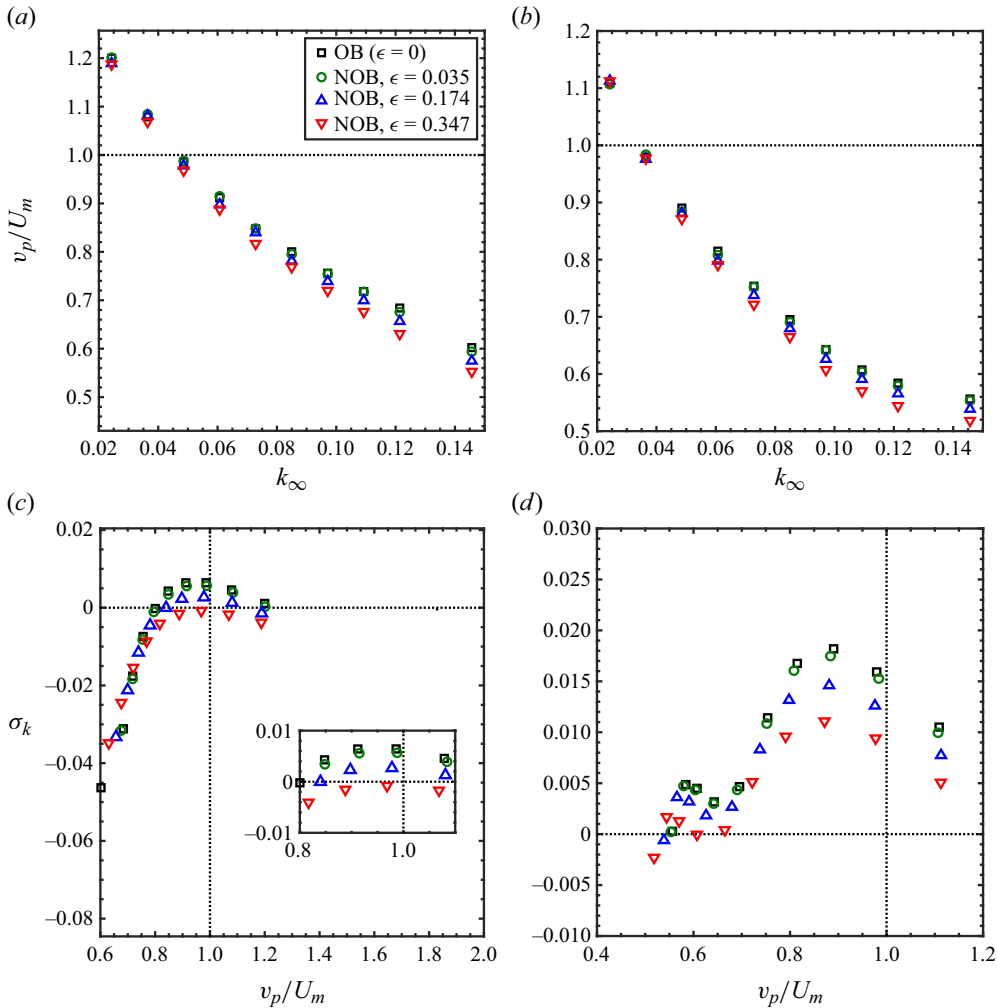 (a)
(b)
1.2
1.1
1.0
0.9
0.8
0.7
0.6
0.5
v_p/U_m
OB (ϵ = 0)
NOB, ϵ = 0.035
NOB, ϵ = 0.174
NOB, ϵ = 0.347
0.02 0.04 0.06 0.08 0.10 0.12 0.14
k_∞
1.2
1.1
1.0
0.9
0.8
0.7
0.6
0.5
0.02 0.04 0.06 0.08 0.10 0.12 0.14
k_∞
(c)
(d)
0.02
0
–0.02
–0.04
–0.06
–0.08
σ_k
0.01
0
–0.01
0.8 1.0
0.6 0.8 1.0 1.2 1.4 1.6 1.8 2.0
v_p/U_m
0.030
0.025
0.020
0.015
0.010
0.005
0
–0.005
–0.010
0.4 0.6 0.8 1.0 1.2
v_p/U_m